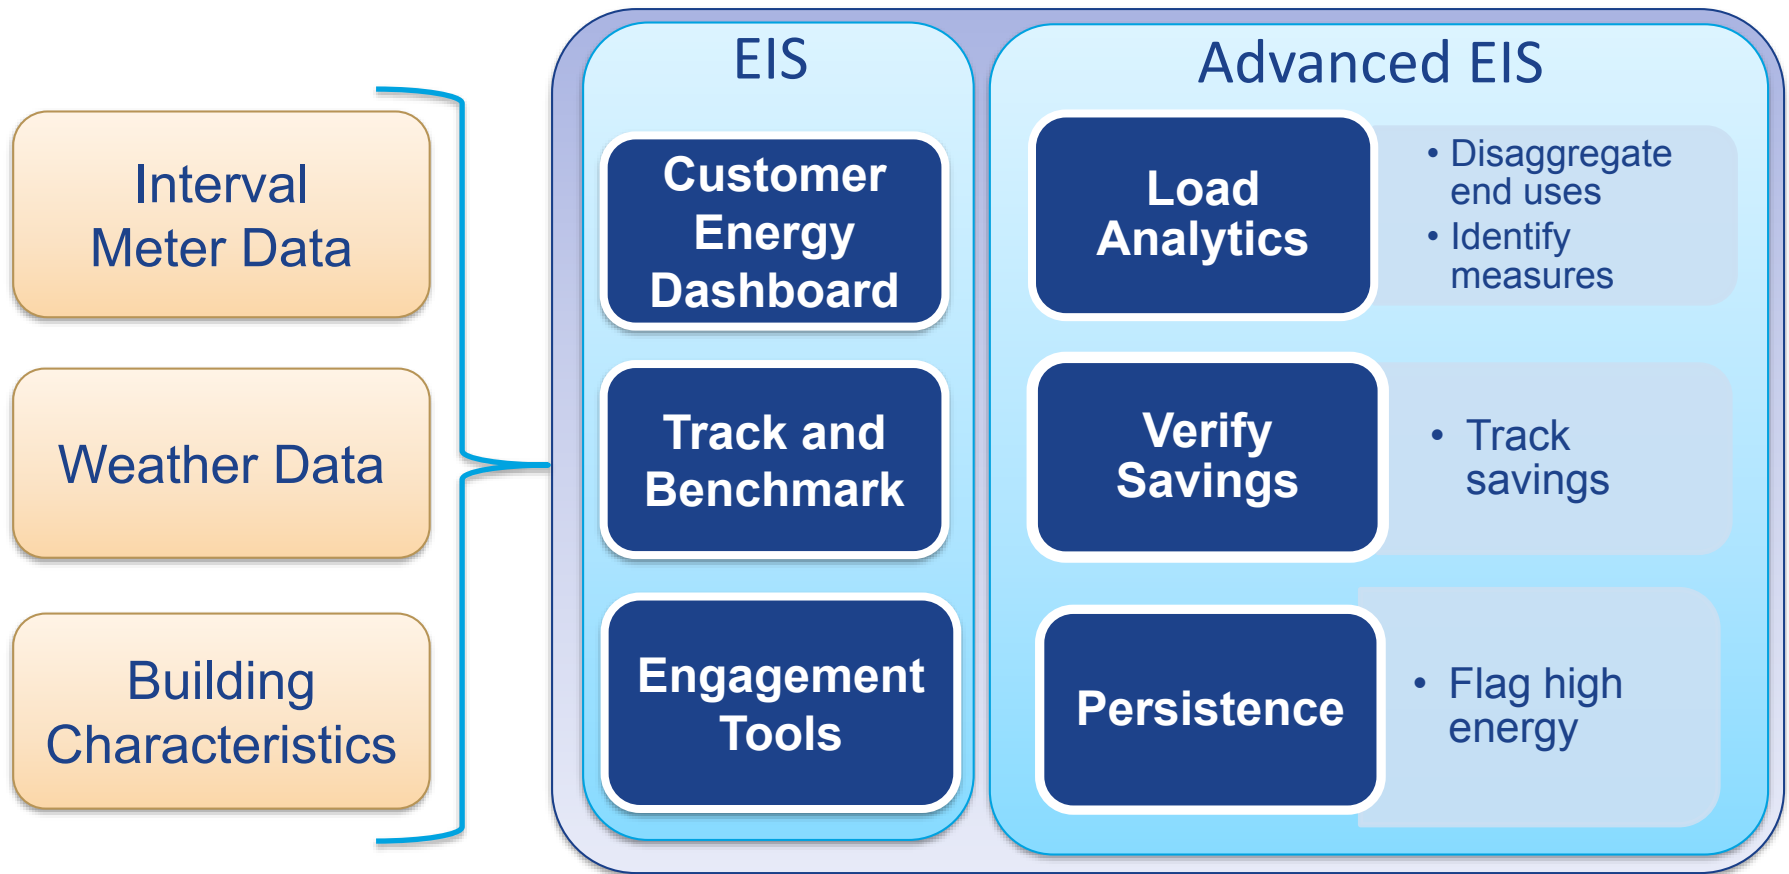 Interval
Meter Data
Weather Data
Building
Characteristics
EIS
Customer
Energy
Dashboard
Track and
Benchmark
Engagement
Tools
Advanced EIS
Load
Analytics
• Disaggregate
end uses
• Identify
measures
Verify
Savings
• Track
savings
Persistence
• Flag high
energy